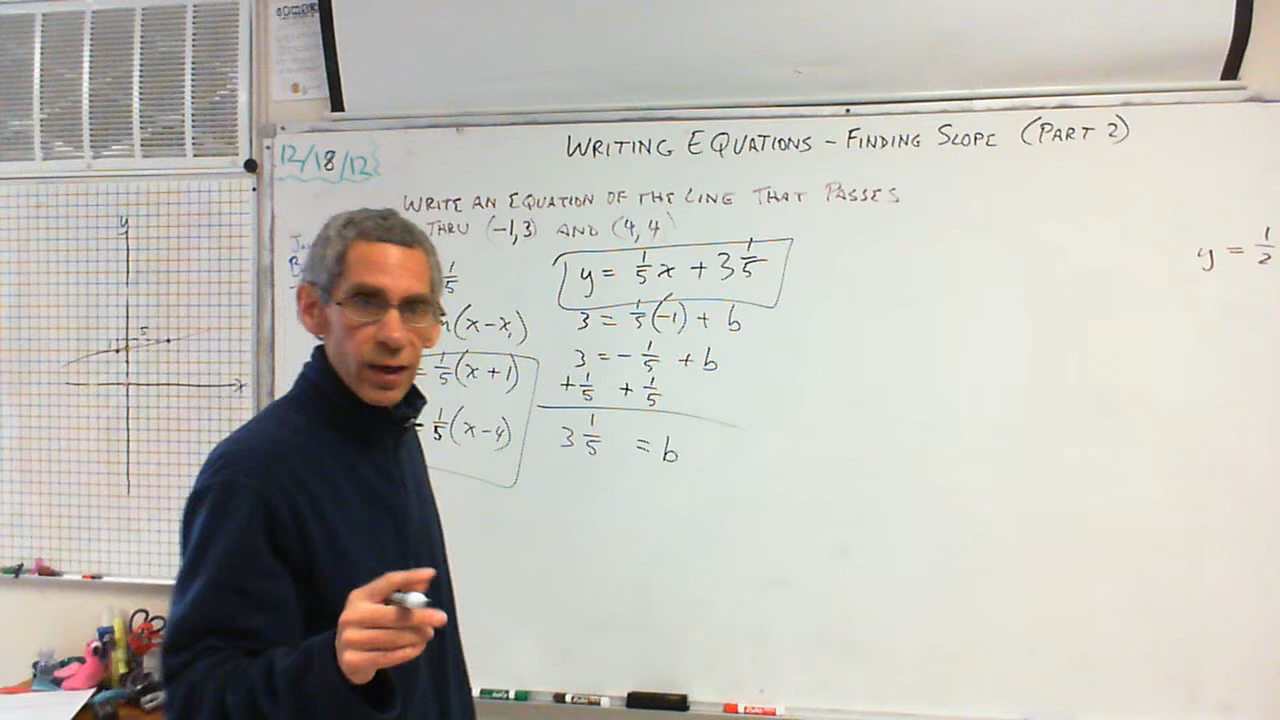 WRITING EQUATIONS - FINDING SLOPE (PART 2)
12/18/12
WRITE AN EQUATION OF THE LINE THAT PASSES
THRU (-1,3) AND (4,4)
y = 1/5 x + 3 1/5
1/5
3 = 1/5(-1) + b
(x-x₁)
3 = -1/5 + b
= 1/5(x+1)
+1/5 +1/5
1/5(x-4)
3 1/5 = b
y = 1/2
y
5
x